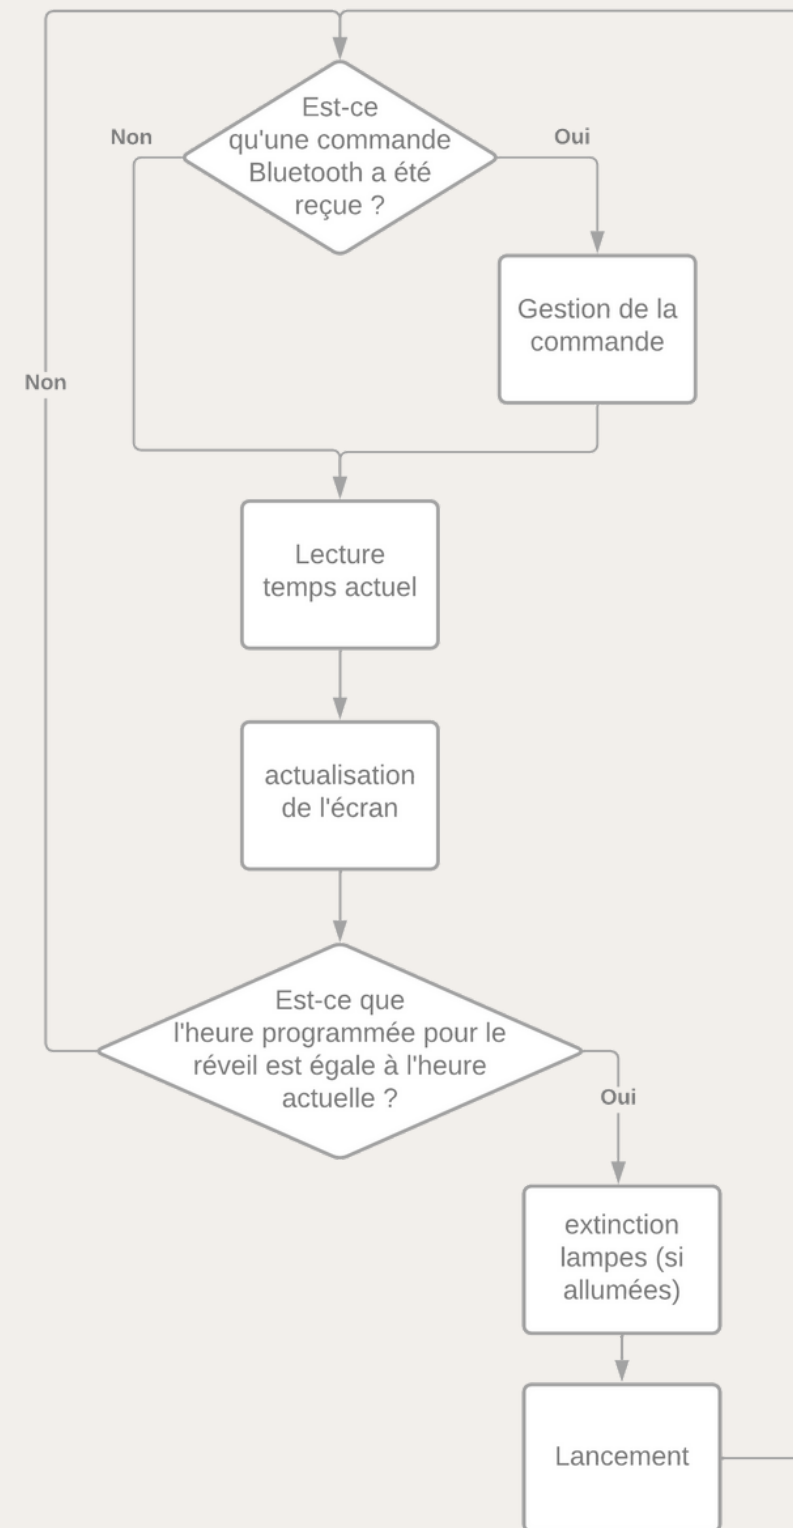 Est-ce
qu'une commande
Bluetooth a été
reçue ?
Non
Oui
Gestion de la
commande
Non
Lecture
temps actuel
actualisation
de l'écran
Est-ce que
l'heure programmée pour le
réveil est égale à l'heure
actuelle ?
Oui
extinction
lampes (si
allumées)
Lancement